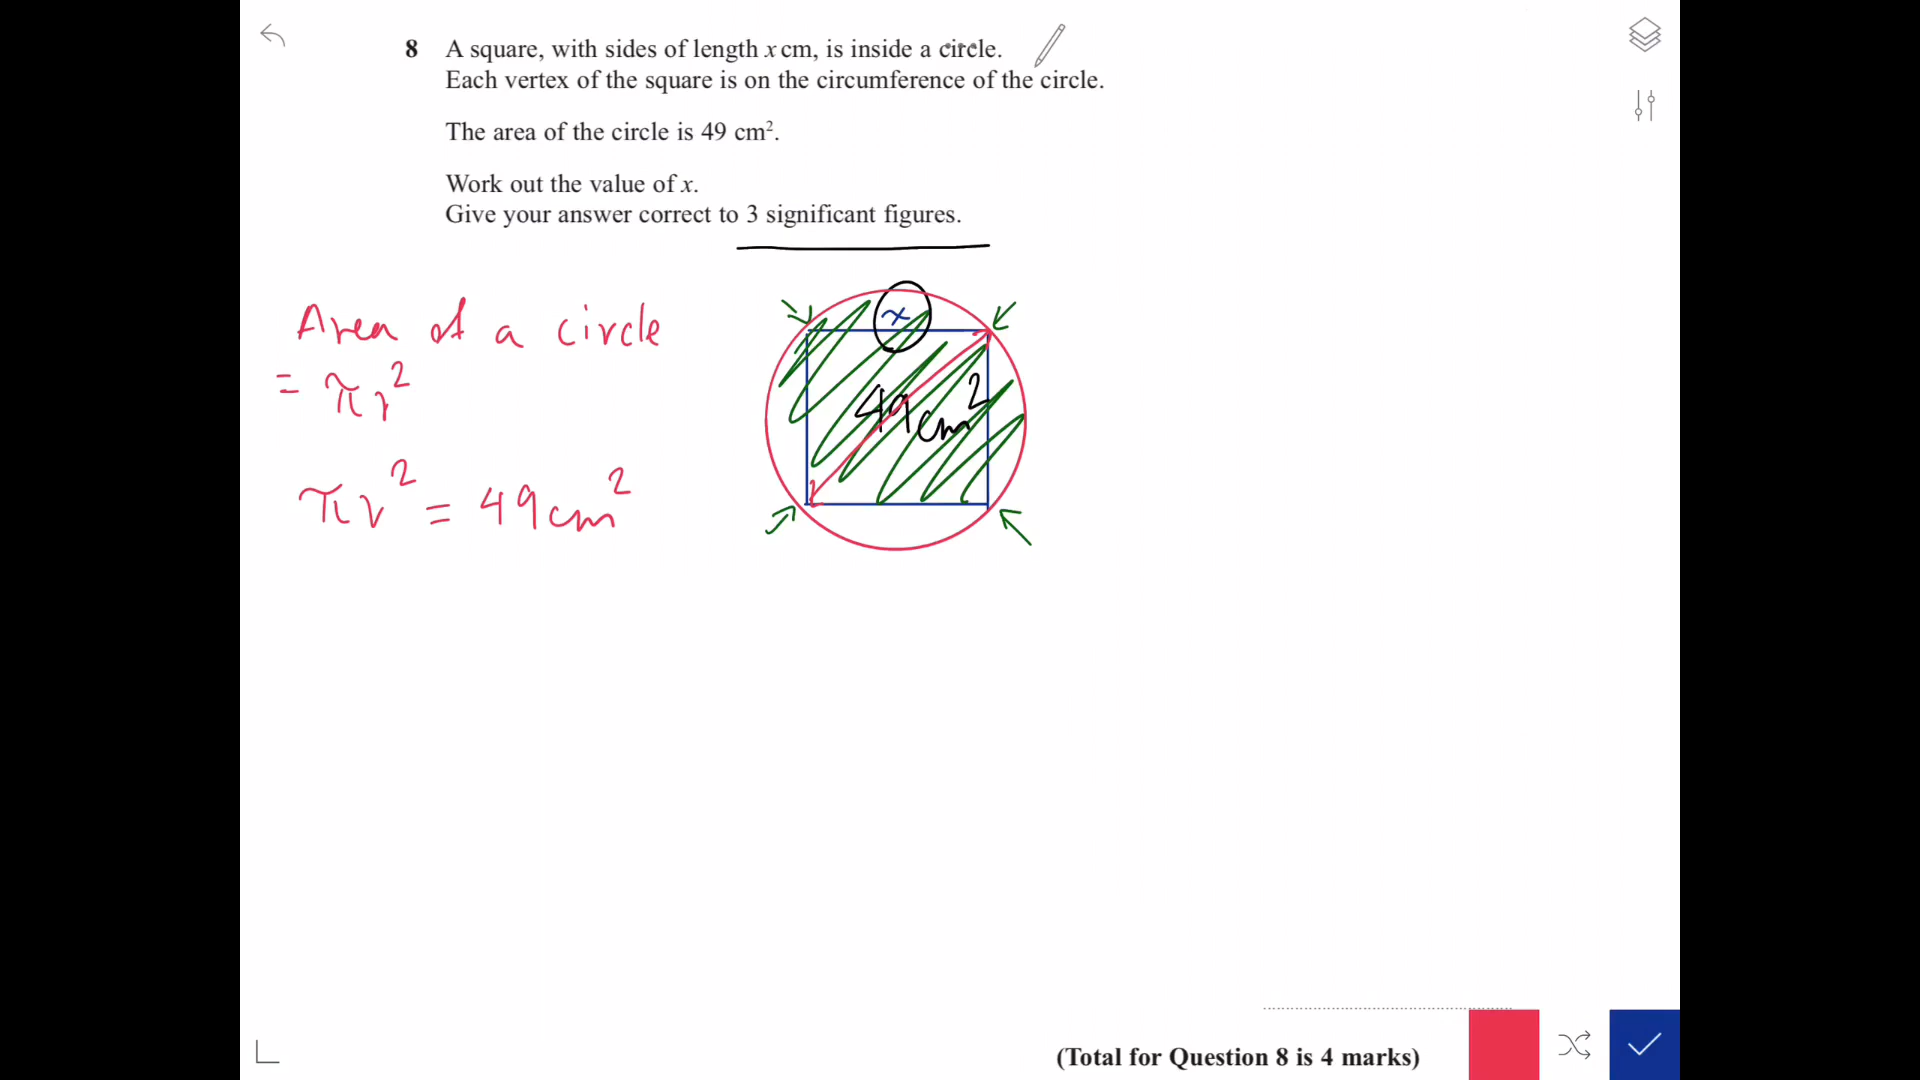 8 A square, with sides of length x cm, is inside a circle.
Each vertex of the square is on the circumference of the circle.
The area of the circle is 49 cm².
Work out the value of x.
Give your answer correct to 3 significant figures.
Area of a circle
= πr²
πr² = 49cm²
x
49cm²
(Total for Question 8 is 4 marks)